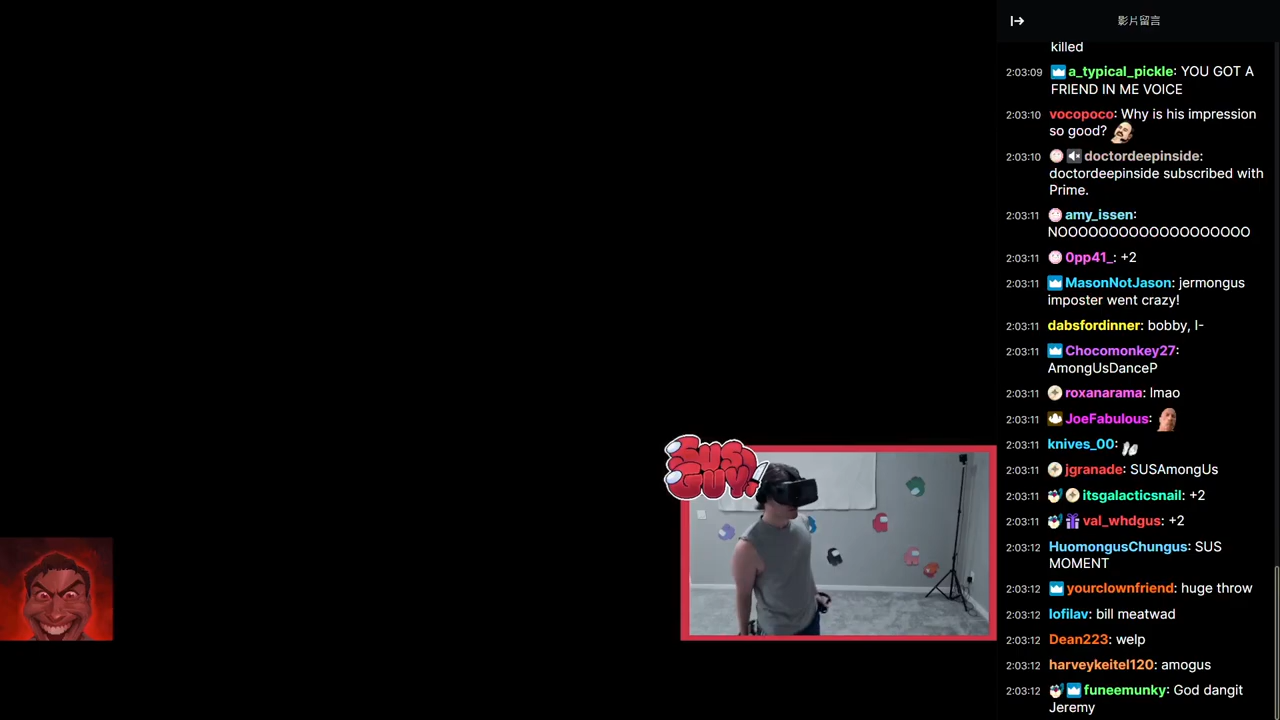 影片留言
killed
2:03:09 a_typical_pickle: YOU GOT A
FRIEND IN ME VOICE
2:03:10 vocopoco: Why is his impression
so good?
2:03:10 doctordeepinside:
doctordeepinside subscribed with
Prime.
2:03:11 amy_issen:
NOOOOOOOOOOOOOOOOOOO
2:03:11 0pp41_: +2
2:03:11 MasonNotJason: jermongus
imposter went crazy!
2:03:11 dabsfordinner: bobby, I-
2:03:11 Chocomonkey27:
AmongUsDanceP
2:03:11 roxanarama: lmao
2:03:11 JoeFabulous:
2:03:11 knives_00:
2:03:11 jgranade: SUSAmongUs
2:03:11 itsgalacticsnail: +2
2:03:11 val_whdgus: +2
2:03:12 HuomongusChungus: SUS
MOMENT
2:03:12 yourclownfriend: huge throw
2:03:12 lofilav: bill meatwad
2:03:12 Dean223: welp
2:03:12 harveykeitel120: amogus
2:03:12 funeemunky: God dangit
Jeremy
SUS
GUY!